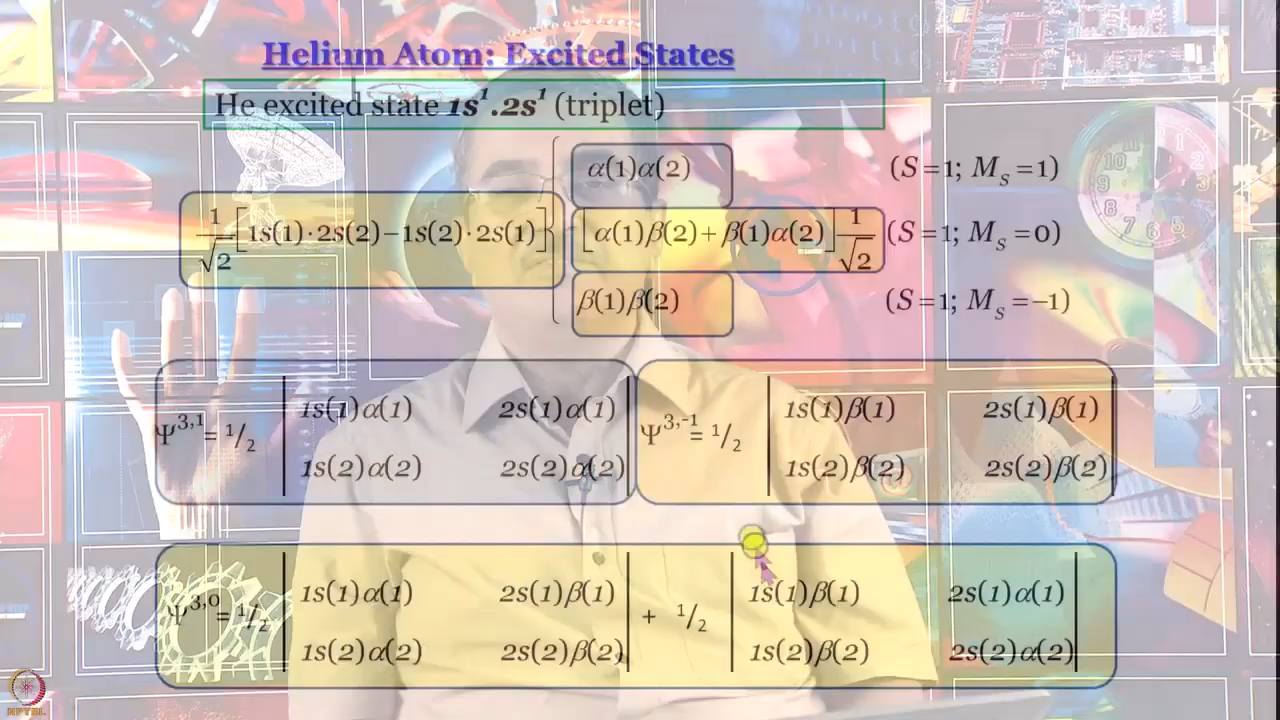 Helium Atom: Excited States
He excited state 1s¹.2s¹ (triplet)
α(1)α(2) (S=1; M_S=1)
1/√2 [1s(1)·2s(2)−1s(2)·2s(1)] { [α(1)β(2)+β(1)α(2)] 1/√2 (S=1; M_S=0)
β(1)β(2) (S=1; M_S=−1)
Ψ³,¹ = 1/2 | 1s(1)α(1) 2s(1)α(1) | Ψ³,⁻¹ = 1/2 | 1s(1)β(1) 2s(1)β(1) |
| 1s(2)α(2) 2s(2)α(2) | | 1s(2)β(2) 2s(2)β(2) |
Ψ³,⁰ = 1/2 | 1s(1)α(1) 2s(1)β(1) | + 1/2 | 1s(1)β(1) 2s(1)α(1) |
| 1s(2)α(2) 2s(2)β(2) | | 1s(2)β(2) 2s(2)α(2) |
NPTEL